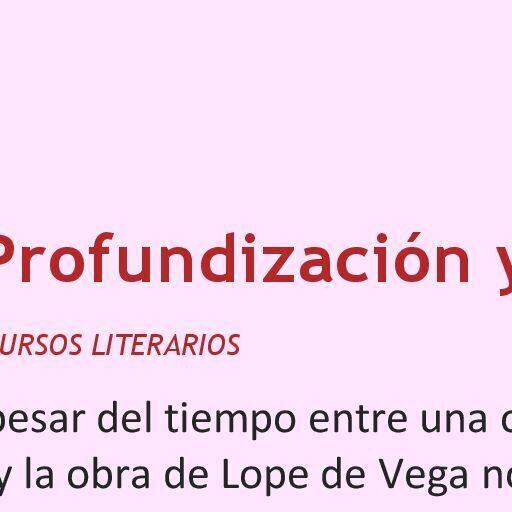 Profundización y
URSOS LITERARIOS
pesar del tiempo entre una
y la obra de Lope de Vega no